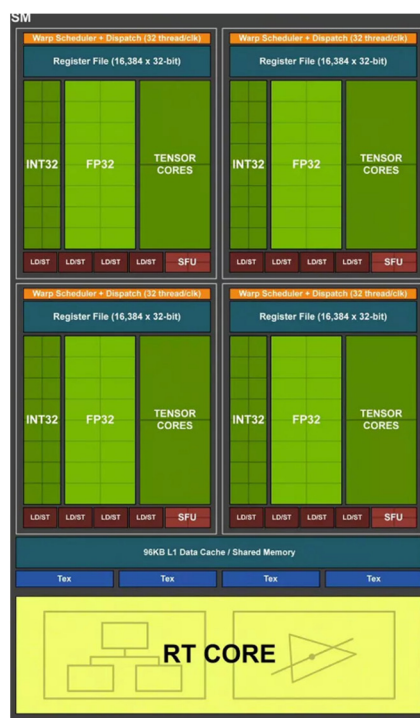 SM
Warp Scheduler + Dispatch (32 thread/clk)
Register File (16,384 x 32-bit)
INT32
FP32
TENSOR
CORES
LD/ST
LD/ST
LD/ST
LD/ST
SFU
Warp Scheduler + Dispatch (32 thread/clk)
Register File (16,384 x 32-bit)
INT32
FP32
TENSOR
CORES
LD/ST
LD/ST
LD/ST
LD/ST
SFU
Warp Scheduler + Dispatch (32 thread/clk)
Register File (16,384 x 32-bit)
INT32
FP32
TENSOR
CORES
LD/ST
LD/ST
LD/ST
LD/ST
SFU
Warp Scheduler + Dispatch (32 thread/clk)
Register File (16,384 x 32-bit)
INT32
FP32
TENSOR
CORES
LD/ST
LD/ST
LD/ST
LD/ST
SFU
96KB L1 Data Cache / Shared Memory
Tex
Tex
Tex
Tex
RT CORE